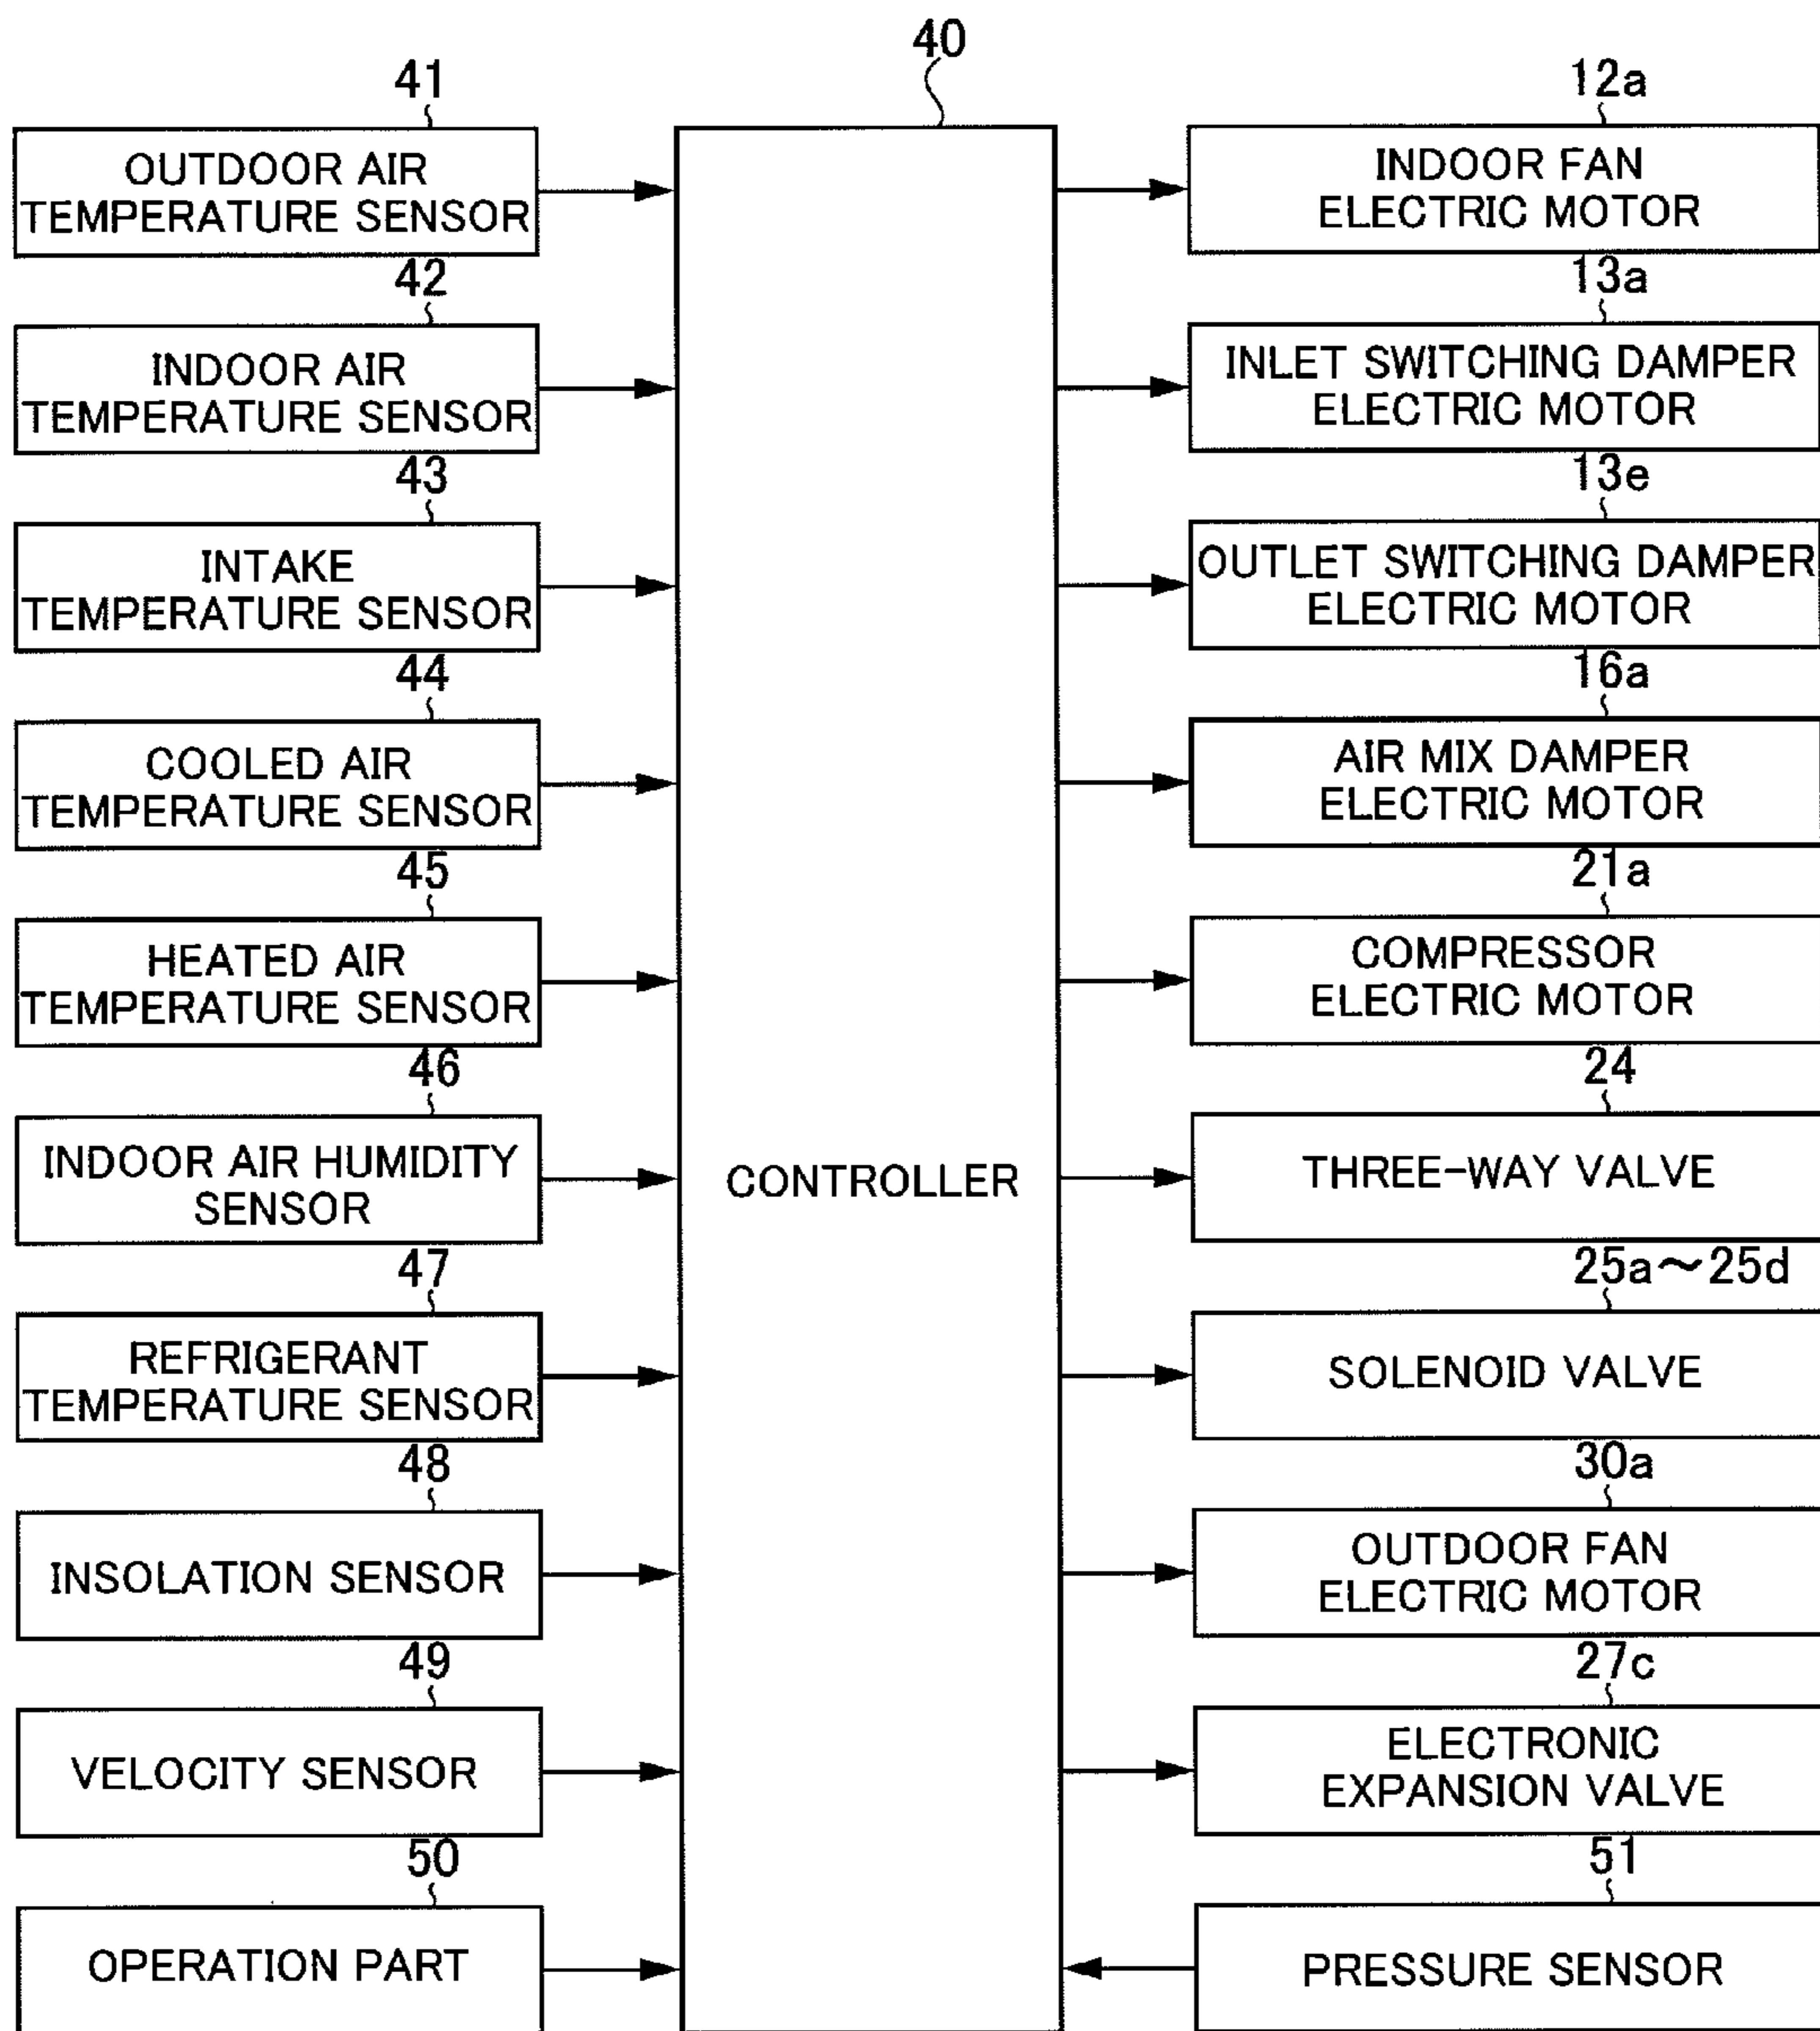 40
41
OUTDOOR AIR
TEMPERATURE SENSOR
42
INDOOR AIR
TEMPERATURE SENSOR
43
INTAKE
TEMPERATURE SENSOR
44
COOLED AIR
TEMPERATURE SENSOR
45
HEATED AIR
TEMPERATURE SENSOR
46
INDOOR AIR HUMIDITY
SENSOR
47
REFRIGERANT
TEMPERATURE SENSOR
48
INSOLATION SENSOR
49
VELOCITY SENSOR
50
OPERATION PART
CONTROLLER
12a
INDOOR FAN
ELECTRIC MOTOR
13a
INLET SWITCHING DAMPER
ELECTRIC MOTOR
13e
OUTLET SWITCHING DAMPER
ELECTRIC MOTOR
16a
AIR MIX DAMPER
ELECTRIC MOTOR
21a
COMPRESSOR
ELECTRIC MOTOR
24
THREE-WAY VALVE
25a～25d
SOLENOID VALVE
30a
OUTDOOR FAN
ELECTRIC MOTOR
27c
ELECTRONIC
EXPANSION VALVE
51
PRESSURE SENSOR